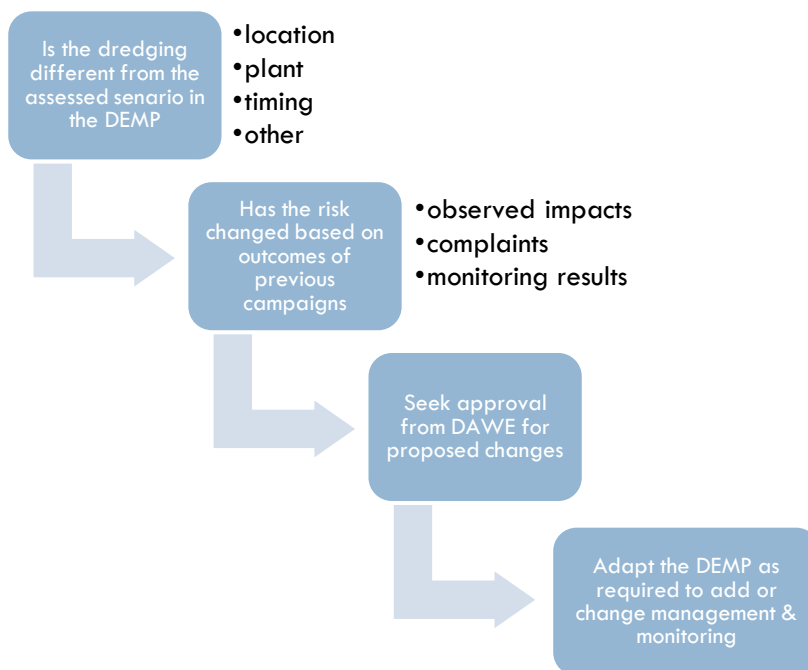 Is the dredging
different from the
assessed senario in
the DEMP
•location
•plant
•timing
•other
Has the risk
changed based on
outcomes of
previous
campaigns
•observed impacts
•complaints
•monitoring results
Seek approval
from DAWE for
proposed changes
Adapt the DEMP as
required to add or
change management &
monitoring